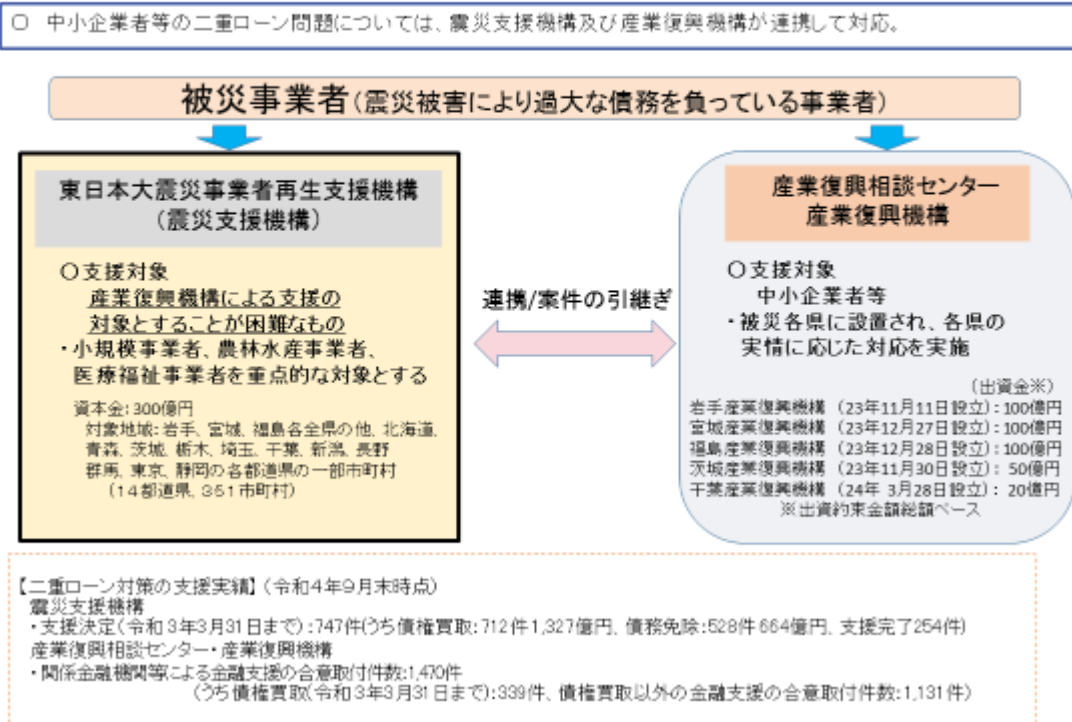 ○ 中小企業者等の二重ローン問題については、震災支援機構及び産業復興機構が連携して対応。
被災事業者(震災被害により過大な債務を負っている事業者)
東日本大震災事業者再生支援機構
(震災支援機構)
○支援対象
産業復興機構による支援の
対象とすることが困難なもの
・小規模事業者、農林水産事業者、
医療福祉事業者を重点的な対象とする
資本金:300億円
対象地域:岩手、宮城、福島各全県の他、北海道、
青森、茨城、栃木、埼玉、千葉、新潟、長野
群馬、東京、静岡の各都道県の一部市町村
(14都道県、351市町村)
連携/案件の引継ぎ
産業復興相談センター
産業復興機構
○支援対象
中小企業者等
・被災各県に設置され、各県の
実情に応じた対応を実施
(出資金※)
岩手産業復興機構 (23年11月11日設立):100億円
宮城産業復興機構 (23年12月27日設立):100億円
福島産業復興機構 (23年12月28日設立):100億円
茨城産業復興機構 (23年11月30日設立): 50億円
千葉産業復興機構 (24年 3月28日設立): 20億円
※出資約束金額総額ベース
【二重ローン対策の支援実績】(令和4年9月末時点)
震災支援機構
・支援決定(令和3年3月31日まで):747件(うち債権買取:712件1,327億円、債務免除:528件664億円、支援完了254件)
産業復興相談センター・産業復興機構
・関係金融機関等による金融支援の合意取付件数:1,470件
(うち債権買取(令和3年3月31日まで):339件、債権買取以外の金融支援の合意取付件数:1,131件)